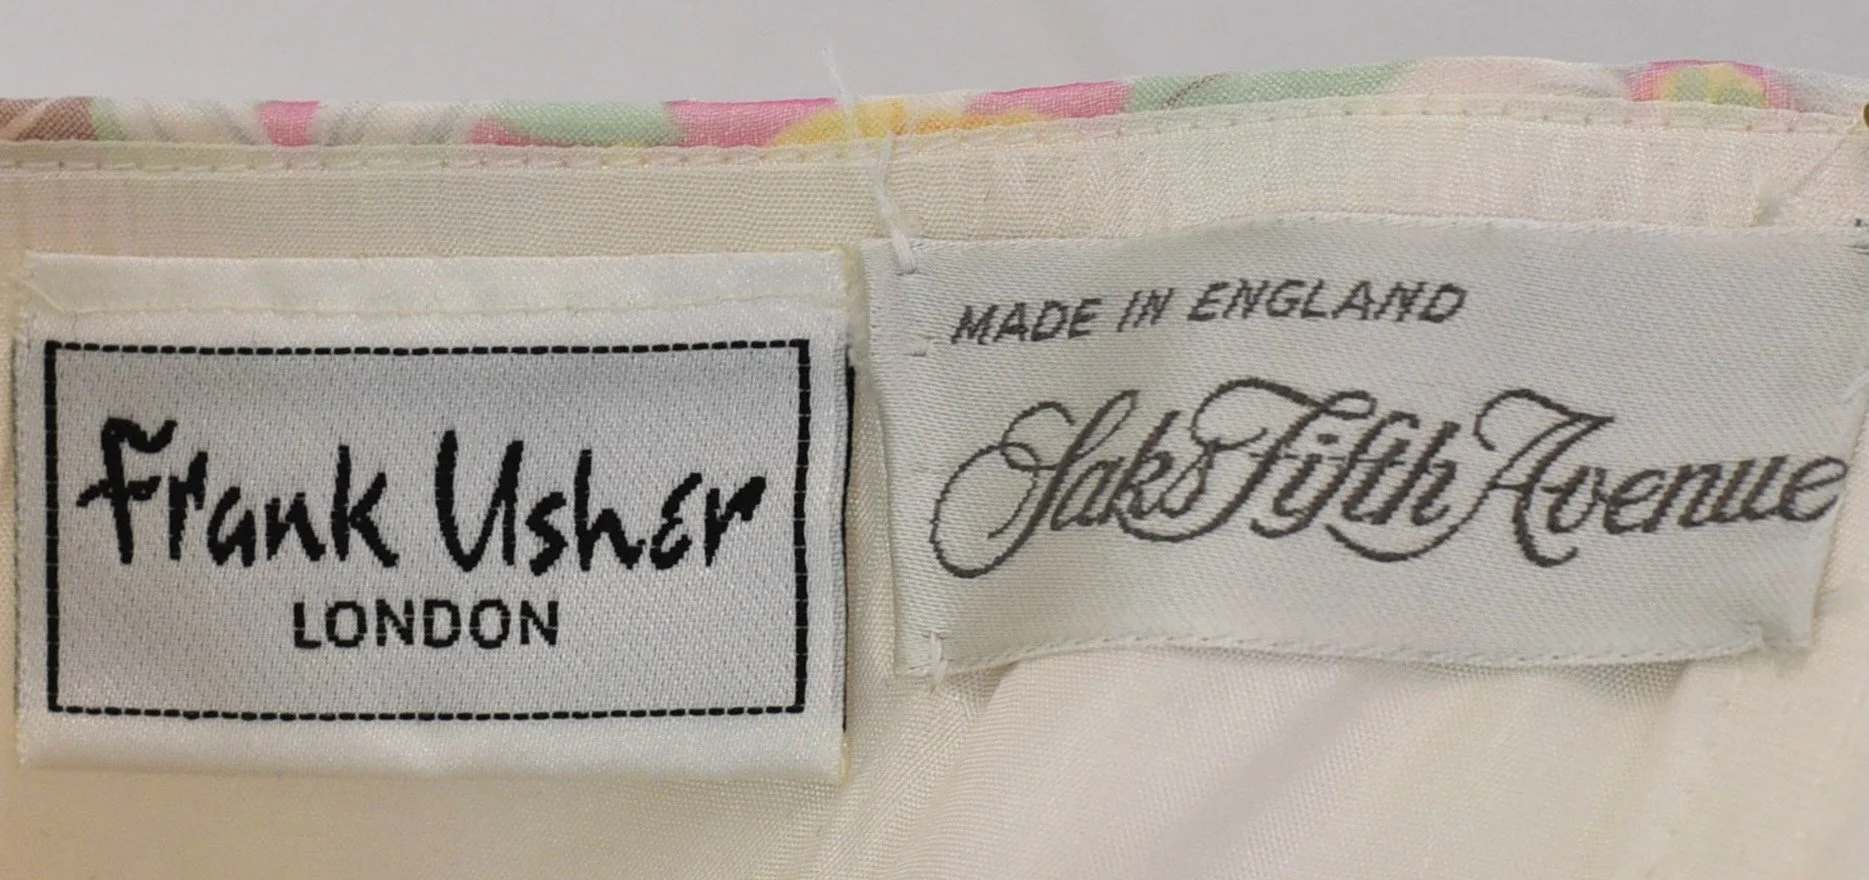 Frank Usher
LONDON
MADE IN ENGLAND
Saks Fifth Avenue